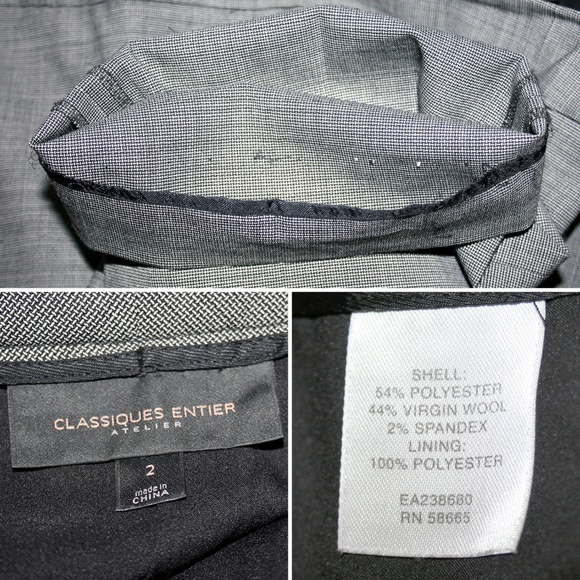 CLASSIQUES ENTIER
ATELIER
2
made in
CHINA
SHELL:
54% POLYESTER
44% VIRGIN WOOL
2% SPANDEX
LINING:
100% POLYESTER
EA238680
RN 58665